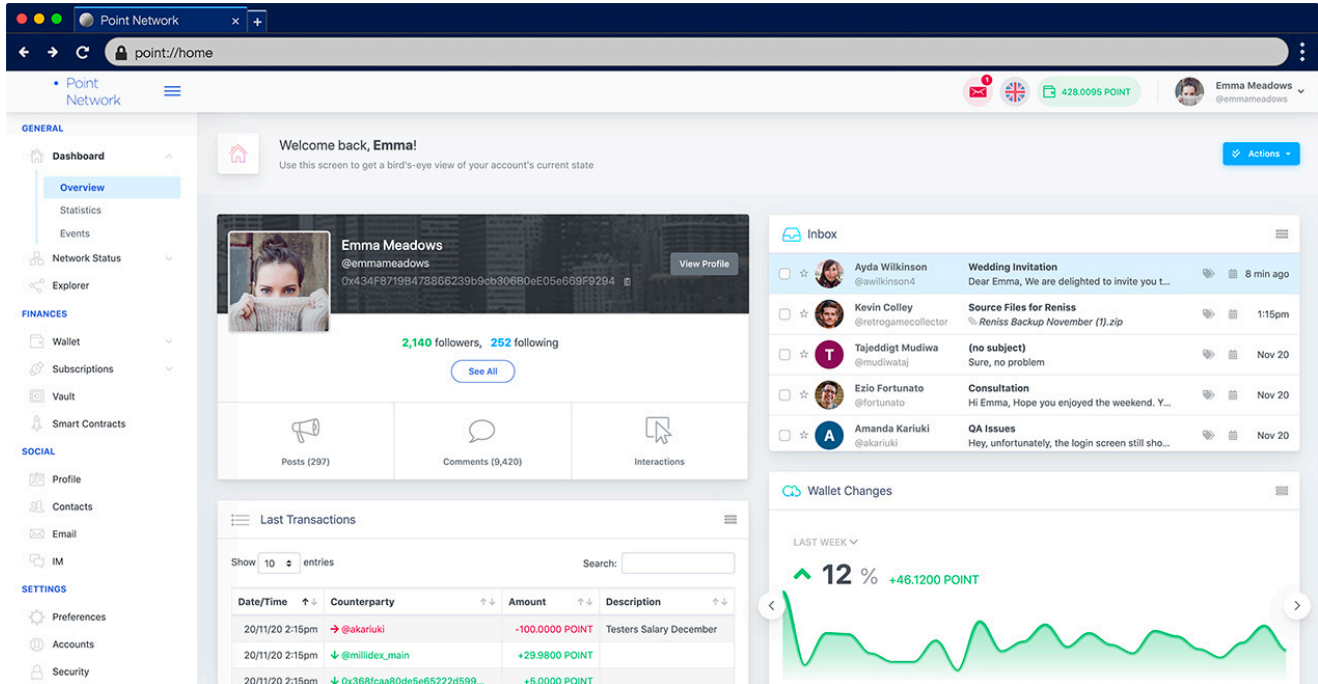 Point Network
point://home
Point
Network
1
428.0095 POINT
Emma Meadows
@emmameadows
GENERAL
Dashboard
Overview
Statistics
Events
Network Status
Explorer
FINANCES
Wallet
Subscriptions
Vault
Smart Contracts
SOCIAL
Profile
Contacts
Email
IM
SETTINGS
Preferences
Accounts
Security
Welcome back, Emma!
Use this screen to get a bird's-eye view of your account's current state
Actions
Emma Meadows
@emmameadows
0x434F8719B478866239b9cb306B0eE05e669F9294
View Profile
2,140 followers, 252 following
See All
Posts (297)
Comments (9,420)
Interactions
Last Transactions
Show 10 entries
Search:
Date/Time Counterparty Amount Description
20/11/20 2:15pm @akariuki -100.0000 POINT Testers Salary December
20/11/20 2:15pm @millidex_main +29.9800 POINT
20/11/20 2:15pm 0x368fcaa80de5e65222d599... +5.0000 POINT
Inbox
Ayda Wilkinson Wedding Invitation
@awilkinson4 Dear Emma, We are delighted to invite you t... 8 min ago
Kevin Colley Source Files for Reniss
@retrogamecollector Reniss Backup November (1).zip 1:15pm
T
Tajeddigt Mudiwa (no subject)
@mudiwataj Sure, no problem Nov 20
Ezio Fortunato Consultation
@fortunato Hi Emma, Hope you enjoyed the weekend. Y... Nov 20
A
Amanda Kariuki QA Issues
@akariuki Hey, unfortunately, the login screen still sho... Nov 20
Wallet Changes
LAST WEEK
12 % +46.1200 POINT